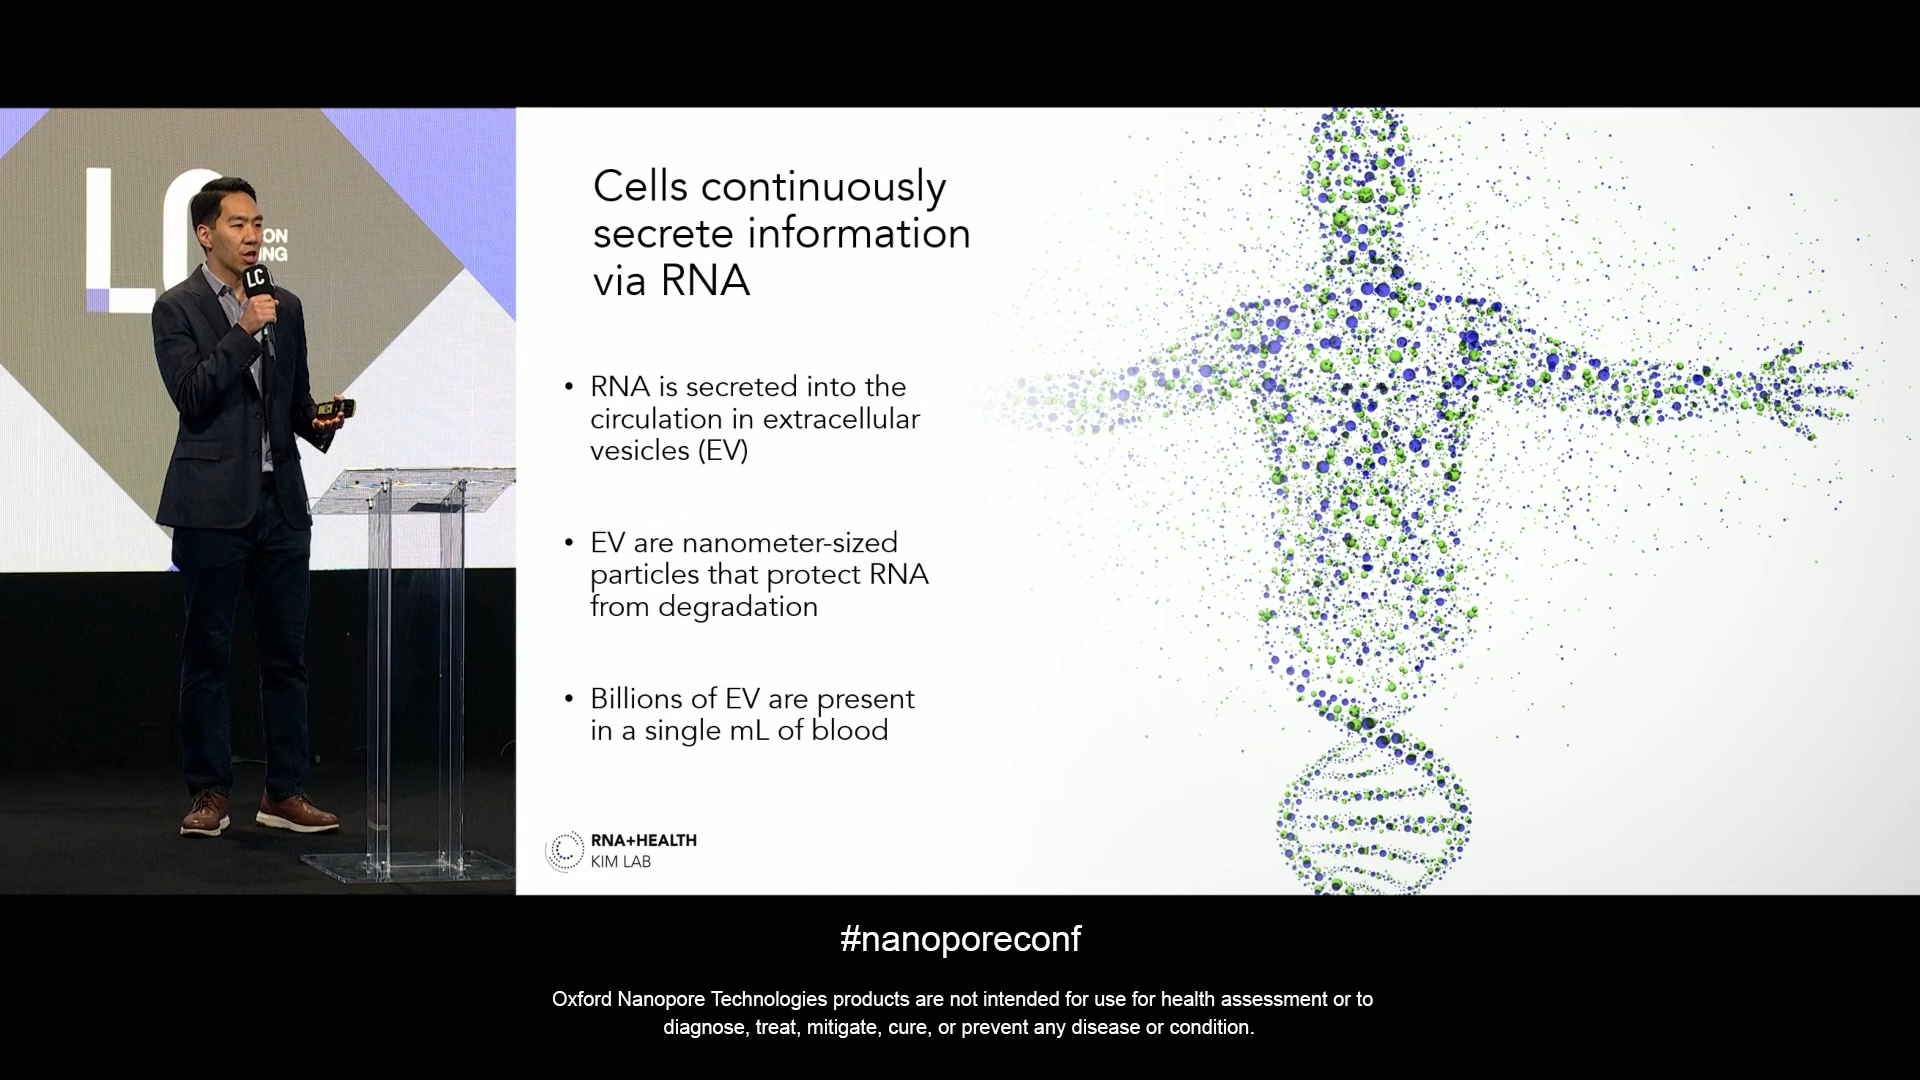 LC
ON
ING
LC
Cells continuously
secrete information
via RNA
• RNA is secreted into the
circulation in extracellular
vesicles (EV)
• EV are nanometer-sized
particles that protect RNA
from degradation
• Billions of EV are present
in a single mL of blood
RNA+HEALTH
KIM LAB
#nanoporeconf
Oxford Nanopore Technologies products are not intended for use for health assessment or to
diagnose, treat, mitigate, cure, or prevent any disease or condition.